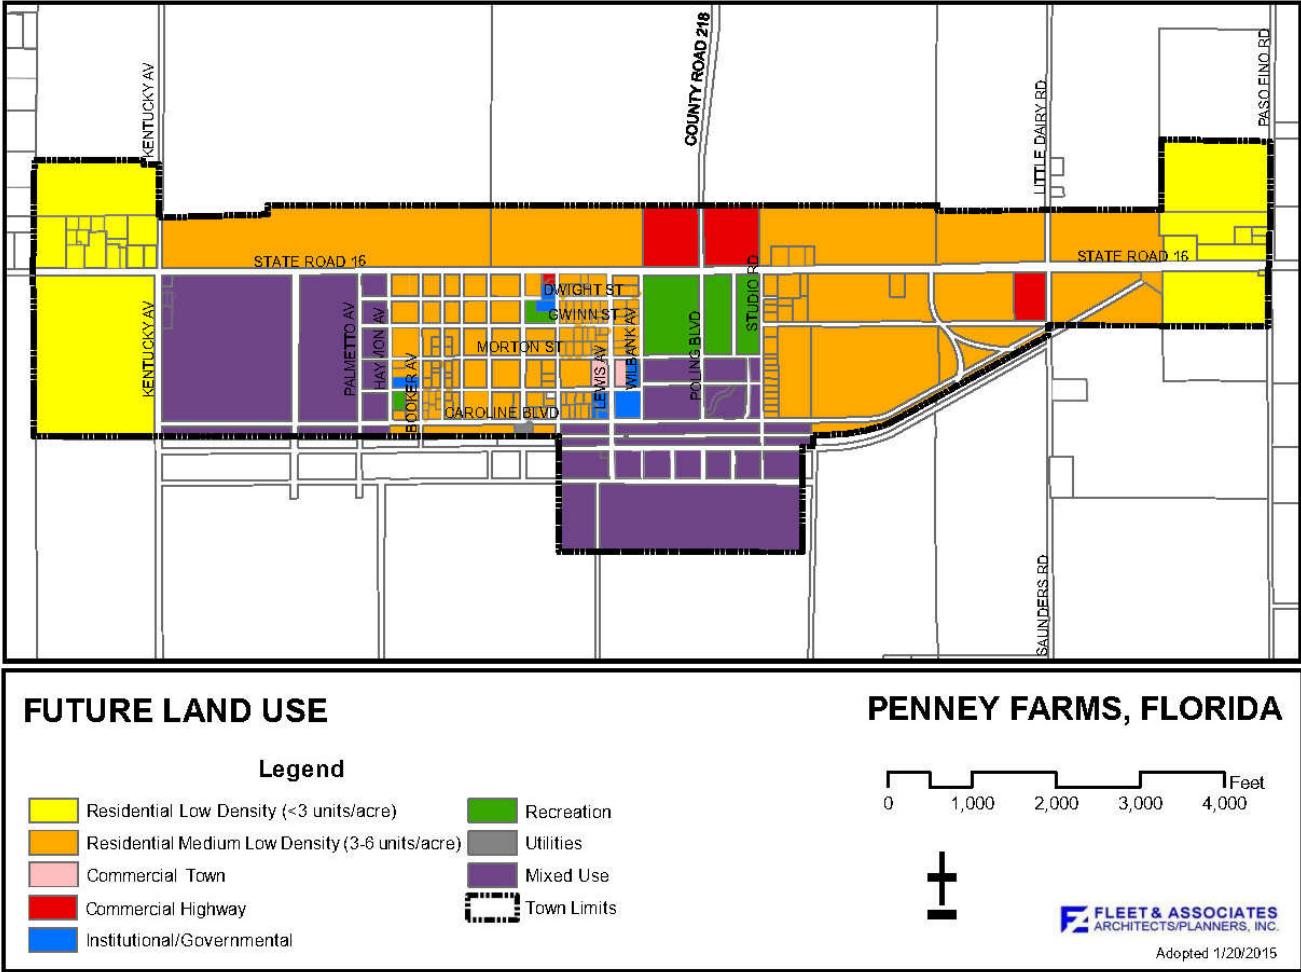 COUNTY ROAD 218
KENTUCKY AV
LITTLE DAIRY RD
PASO FINO RD
STATE ROAD 16
STATE ROAD 16
STUDIO RD
DWIGHT ST
GWINN ST
MORTON ST
CAROLINE BLVD
KENTUCKY AV
PALMETTO AV
HAYMON AV
BOOKER AV
LEWIS AV
WILBANK AV
POLING BLVD
SAUNDERS RD
FUTURE LAND USE
PENNEY FARMS, FLORIDA
Legend
Residential Low Density (<3 units/acre)
Residential Medium Low Density (3-6 units/acre)
Commercial Town
Commercial Highway
Institutional/Governmental
Recreation
Utilities
Mixed Use
Town Limits
Feet
0 1,000 2,000 3,000 4,000
FLEET & ASSOCIATES
ARCHITECTS/PLANNERS, INC.
Adopted 1/20/2015